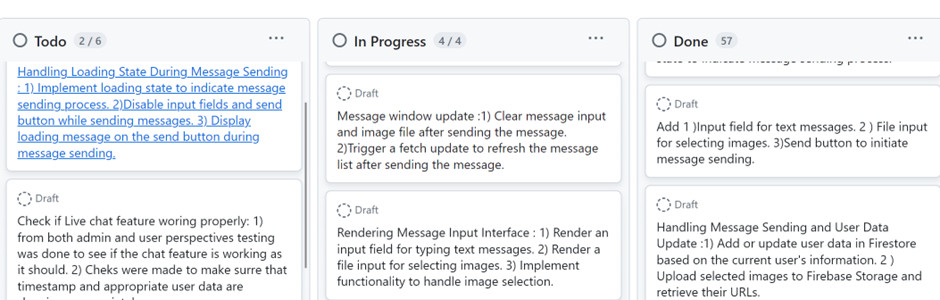 Todo 2 / 6
Handling Loading State During Message Sending
: 1) Implement loading state to indicate message
sending process. 2)Disable input fields and send
button while sending messages. 3) Display
loading message on the send button during
message sending.
Draft
Check if Live chat feature woring properly: 1)
from both admin and user perspectives testing
was done to see if the chat feature is working as
it should. 2) Cheks were made to make surre that
timestamp and appropriate user data are
In Progress 4 / 4
Draft
Message window update :1) Clear message input
and image file after sending the message.
2)Trigger a fetch update to refresh the message
list after sending the message.
Draft
Rendering Message Input Interface : 1) Render an
input field for typing text messages. 2) Render a
file input for selecting images. 3) Implement
functionality to handle image selection.
Done 57
state to indicate message sending process.
Draft
Add 1 )Input field for text messages. 2 ) File input
for selecting images. 3)Send button to initiate
message sending.
Draft
Handling Message Sending and User Data
Update :1) Add or update user data in Firestore
based on the current user's information. 2 )
Upload selected images to Firebase Storage and
retrieve their URLs.